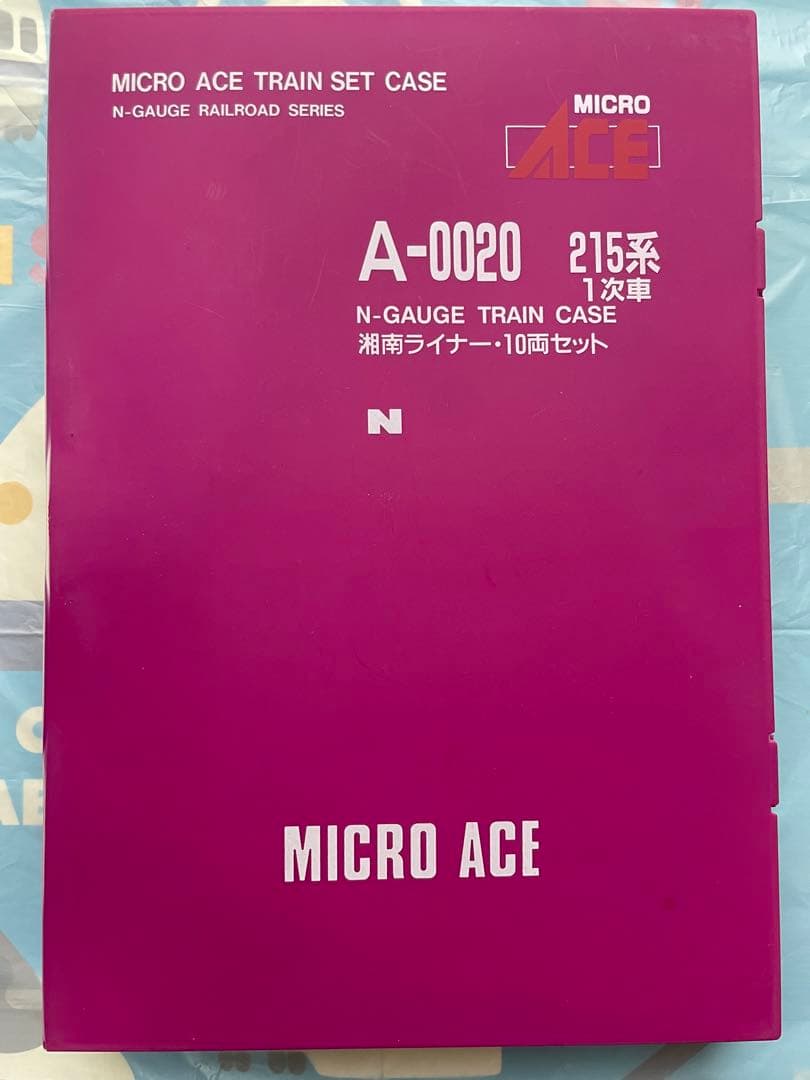 MICRO ACE TRAIN SET CASE
N-GAUGE RAILROAD SERIES
MICRO
ACE
A-0020 215系
1次車
N-GAUGE TRAIN CASE
湘南ライナー・10両セット
N
MICRO ACE